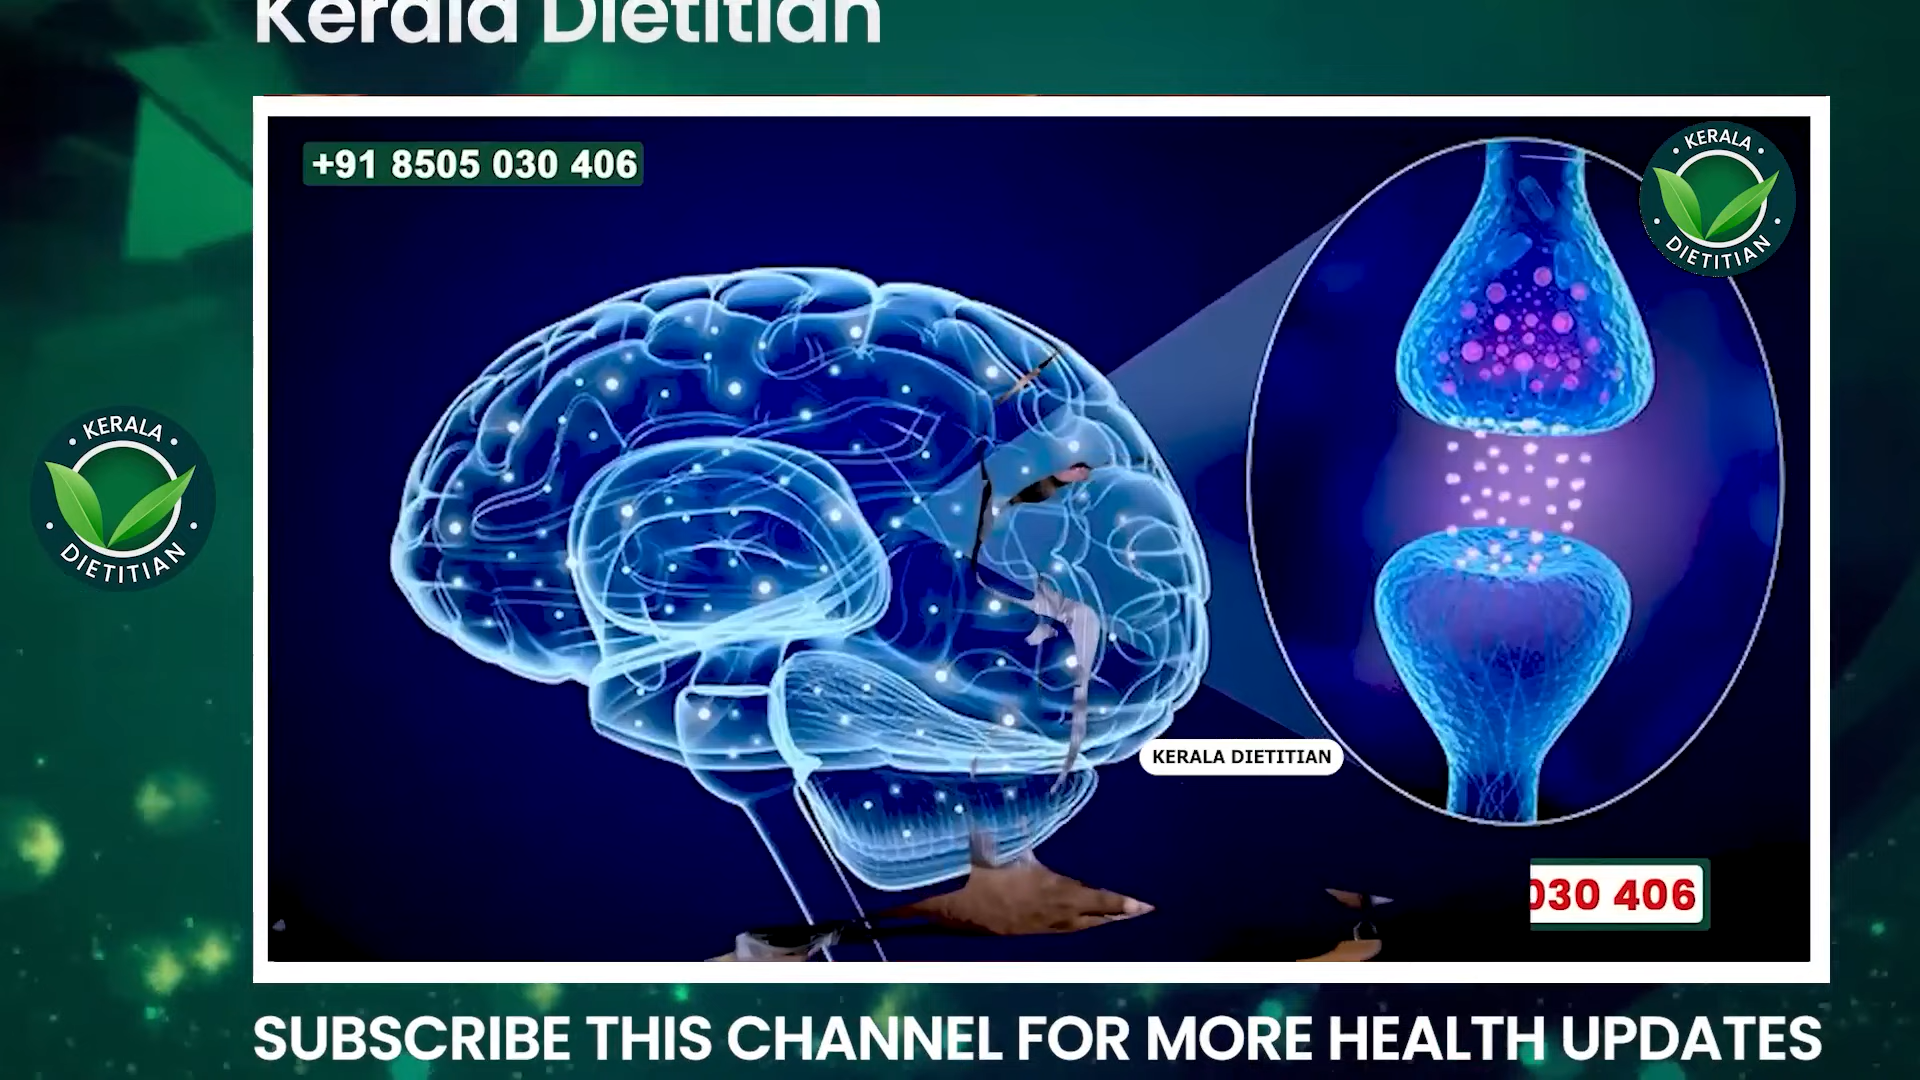 Kerala Dietitian
+91 8505 030 406
KERALA
DIETITIAN
KERALA
DIETITIAN
KERALA DIETITIAN
030 406
SUBSCRIBE THIS CHANNEL FOR MORE HEALTH UPDATES